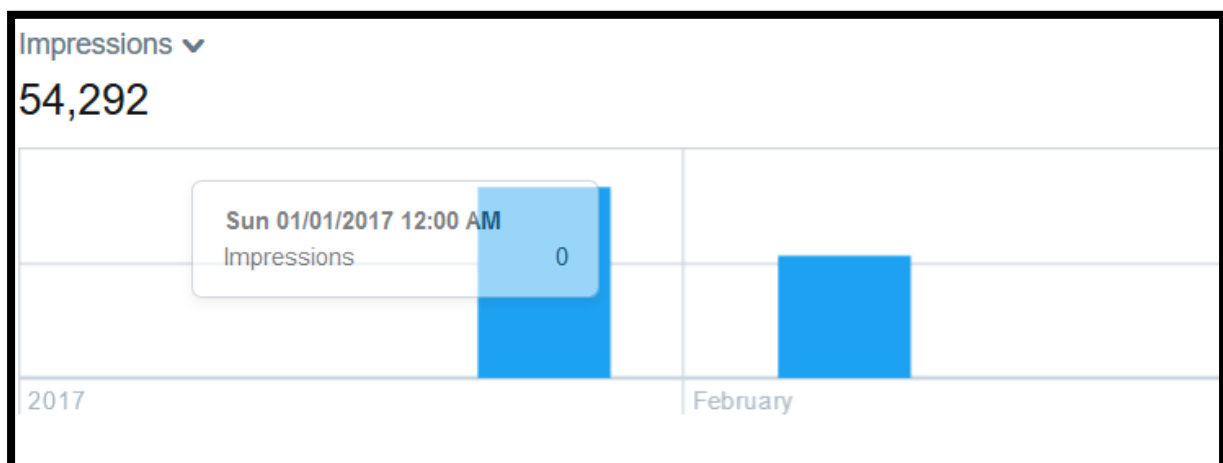 Impressions
54,292
Sun 01/01/2017 12:00 AM
Impressions 0
2017 February